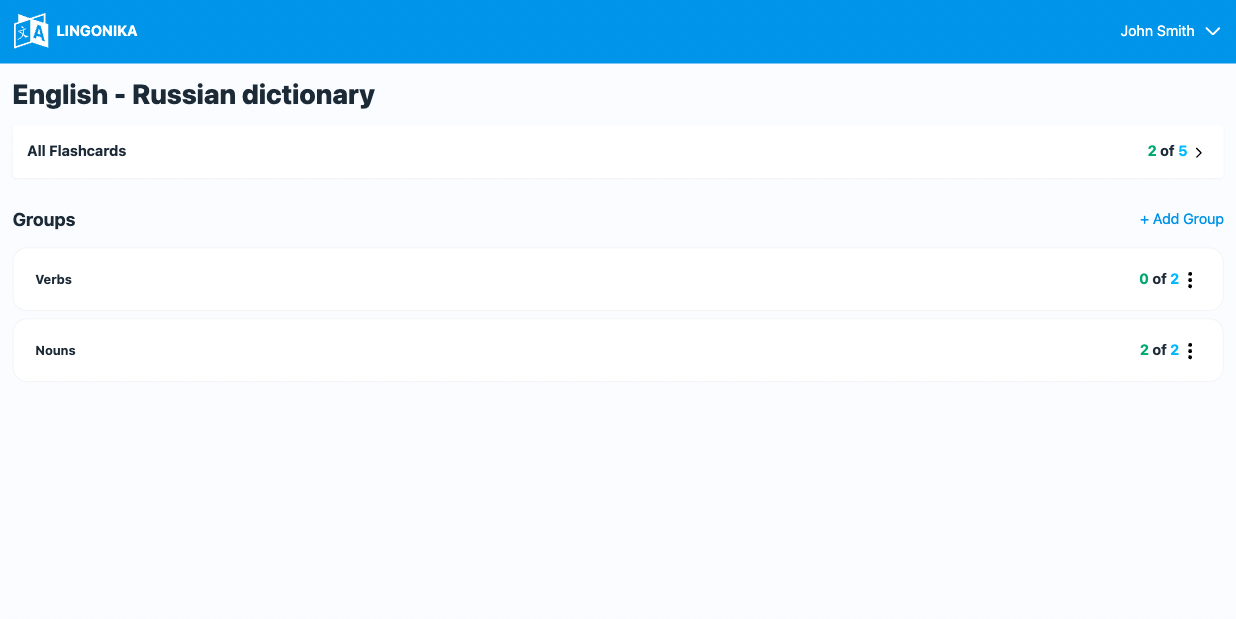 文A LINGONIKA
John Smith
English - Russian dictionary
All Flashcards 2 of 5
Groups + Add Group
Verbs 0 of 2
Nouns 2 of 2